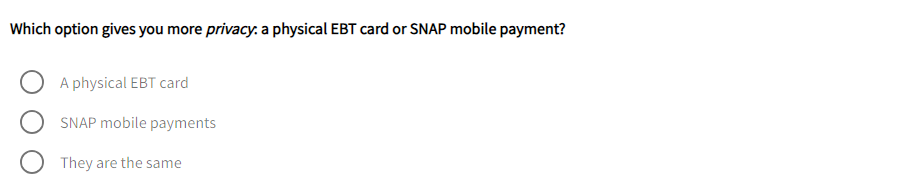 Which option gives you more privacy: a physical EBT card or SNAP mobile payment?
A physical EBT card
SNAP mobile payments
They are the same